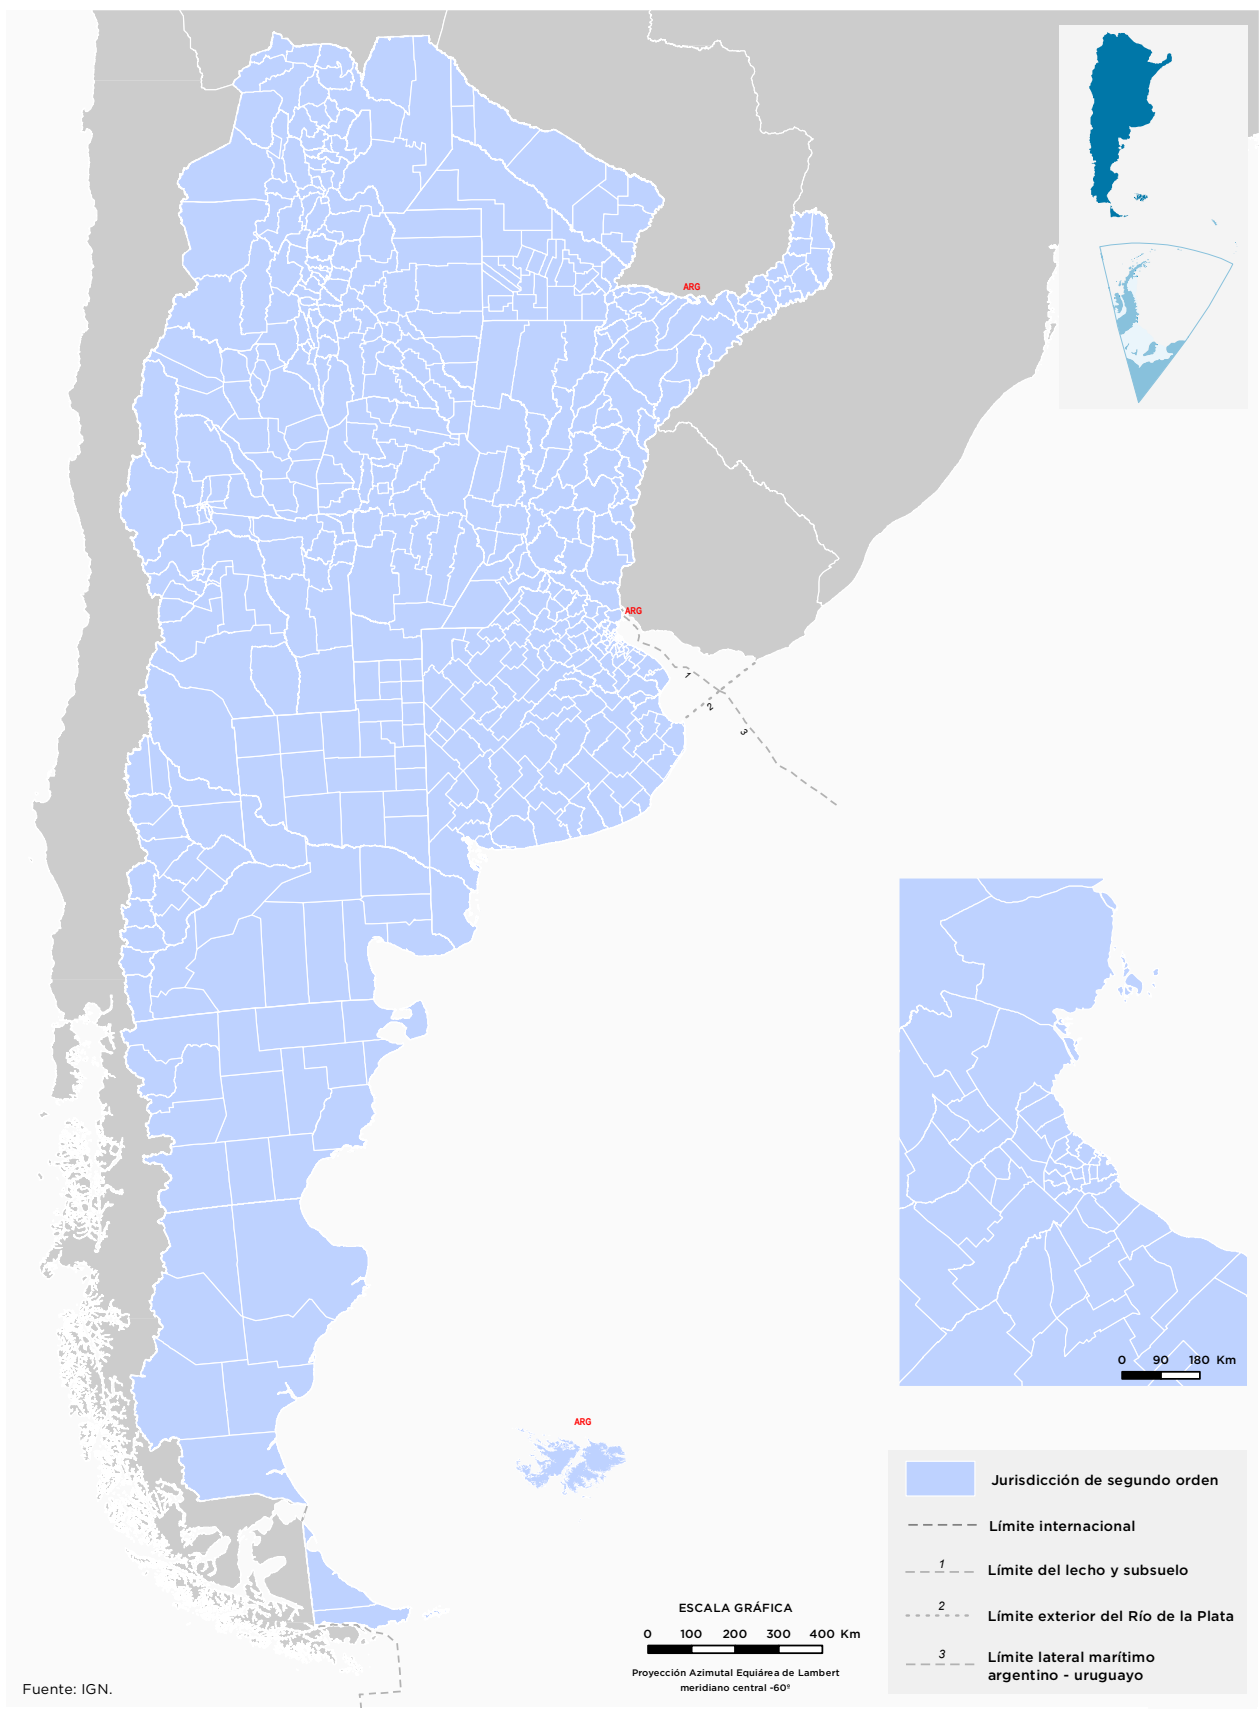 ARG
ARG
1
2
3
ARG
0 90 180 Km
Jurisdicción de segundo orden
Límite internacional
1
Límite del lecho y subsuelo
2
Límite exterior del Río de la Plata
3
Límite lateral marítimo
argentino - uruguayo
ESCALA GRÁFICA
0 100 200 300 400 Km
Proyección Azimutal Equiárea de Lambert
meridiano central -60º
Fuente: IGN.